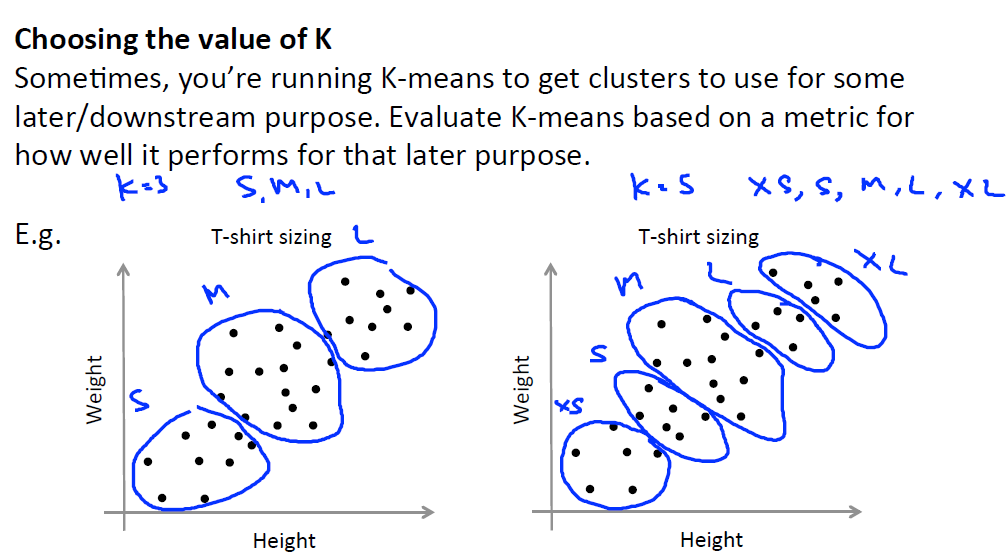 Choosing the value of K
Sometimes, you’re running K-means to get clusters to use for some
later/downstream purpose. Evaluate K-means based on a metric for
how well it performs for that later purpose.
K=3 S,M,L
K=5 XS, S, M, L, XL
E.g.
T-shirt sizing
L
M
S
Weight
Height
T-shirt sizing
XL
L
M
S
XS
Weight
Height